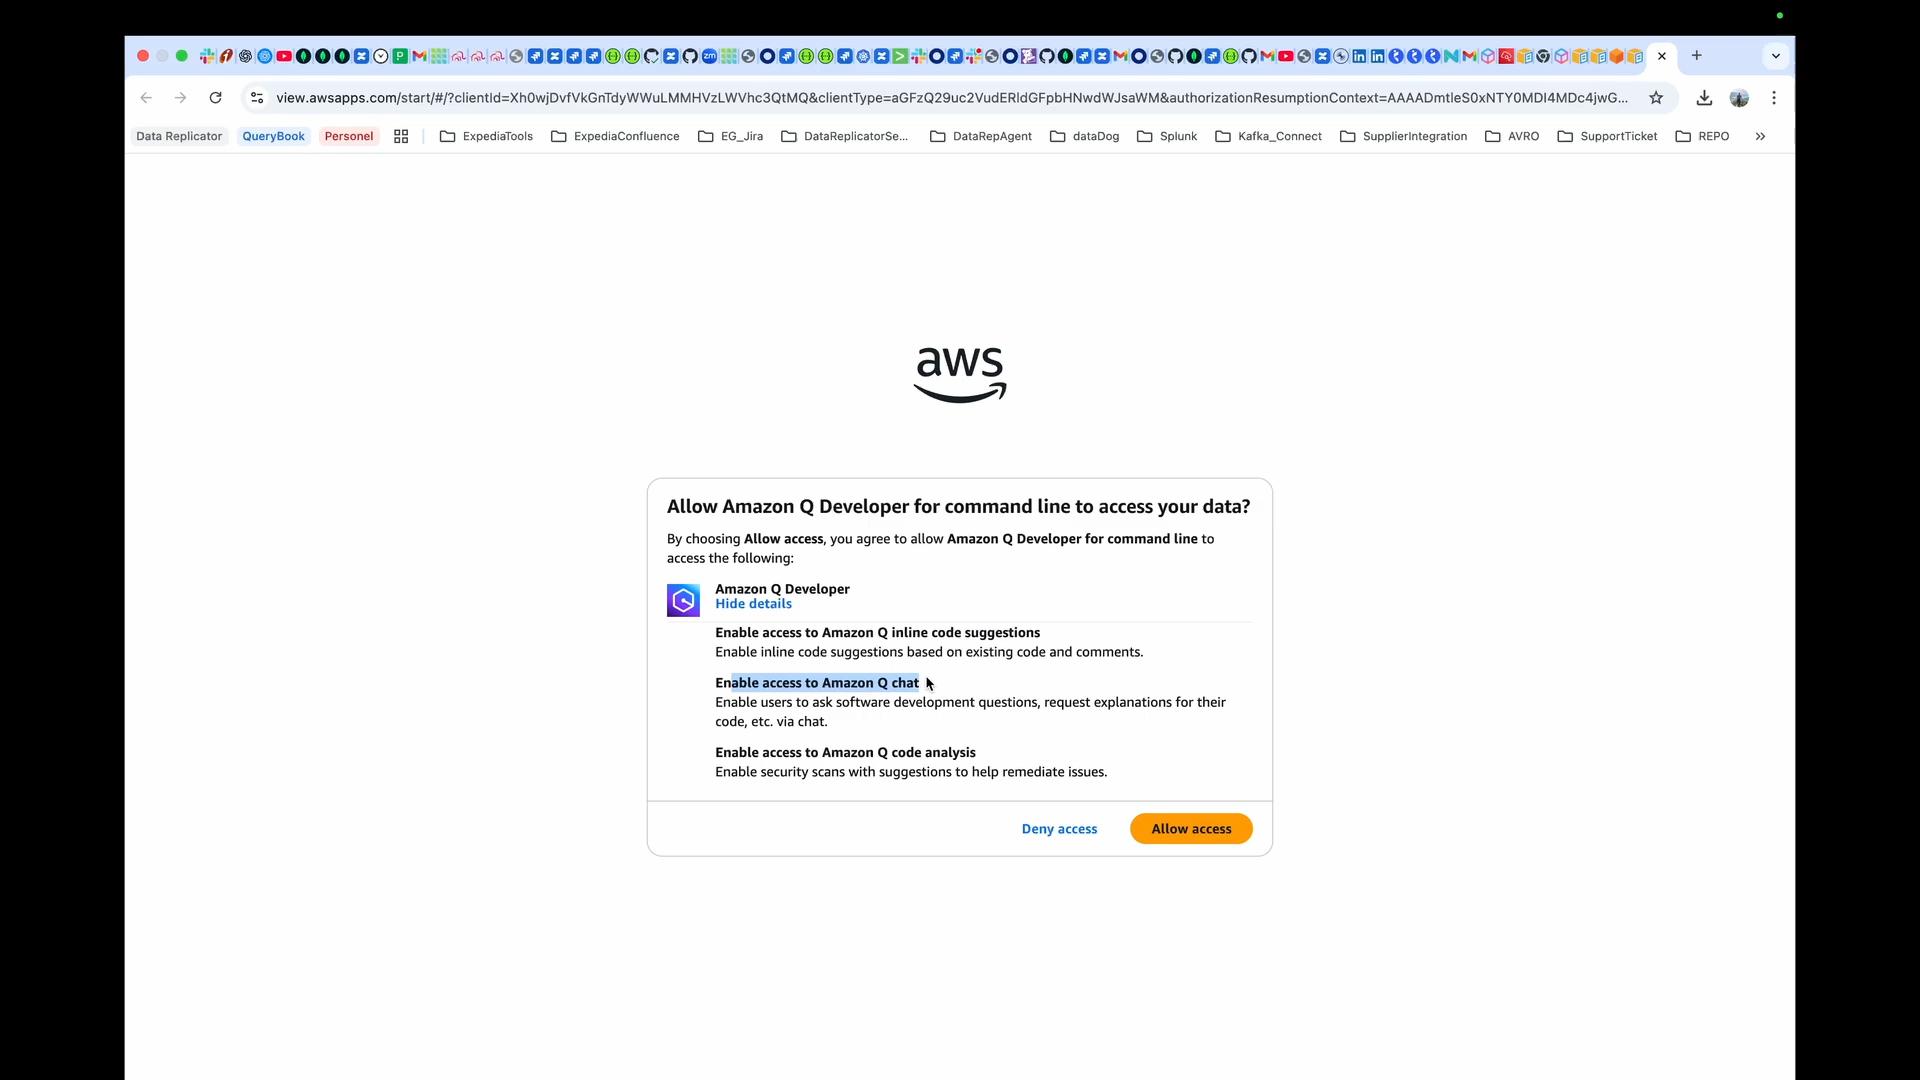 view.awsapps.com/start/#/?clientId=Xh0wjDvfVkGnTdyWWuLMMHVzLWVhc3QtMQ&clientType=aGFzQ29uc2VudERldGFpbHNwdWJsaWM&authorizationResumptionContext=AAAADmtleS0xNTY0MDI4MDc4jwG...
Data Replicator QueryBook Personel ExpediaTools ExpediaConfluence EG_Jira DataReplicatorSe... DataRepAgent dataDog Splunk Kafka_Connect SupplierIntegration AVRO SupportTicket REPO »
aws
Allow Amazon Q Developer for command line to access your data?
By choosing Allow access, you agree to allow Amazon Q Developer for command line to
access the following:
Amazon Q Developer
Hide details
Enable access to Amazon Q inline code suggestions
Enable inline code suggestions based on existing code and comments.
Enable access to Amazon Q chat
Enable users to ask software development questions, request explanations for their
code, etc. via chat.
Enable access to Amazon Q code analysis
Enable security scans with suggestions to help remediate issues.
Deny access Allow access